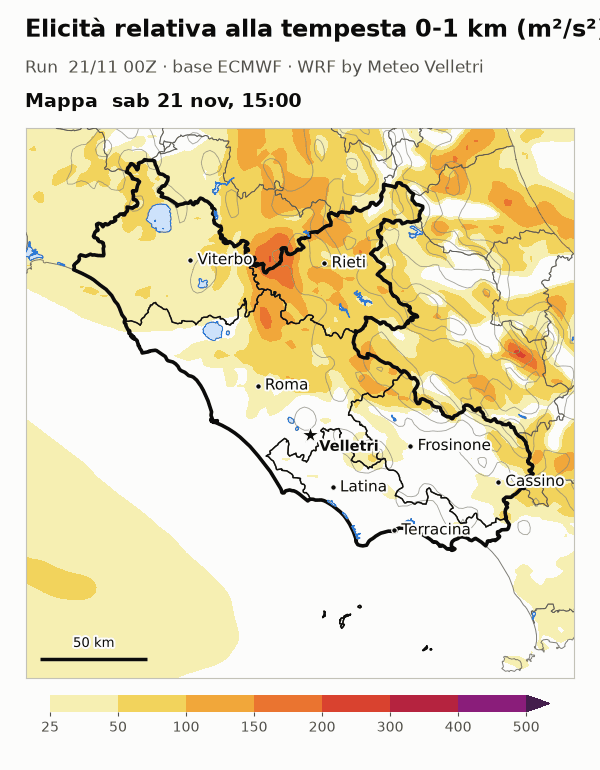 Elicità relativa alla tempesta 0-1 km (m²/s²)
Run  21/11 00Z · base ECMWF · WRF by Meteo Velletri
Mappa  sab 21 nov, 15:00
Viterbo
Rieti
Roma
Velletri
Frosinone
Cassino
Latina
Terracina
50 km
25 50 100 150 200 300 400 500